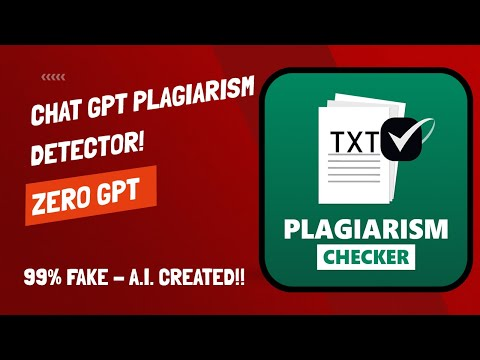 ‹‹‹‹‹
CHAT GPT PLAGIARISM
DETECTOR!
ZERO GPT
99% FAKE – A.I. CREATED!!
TXT
PLAGIARISM
CHECKER